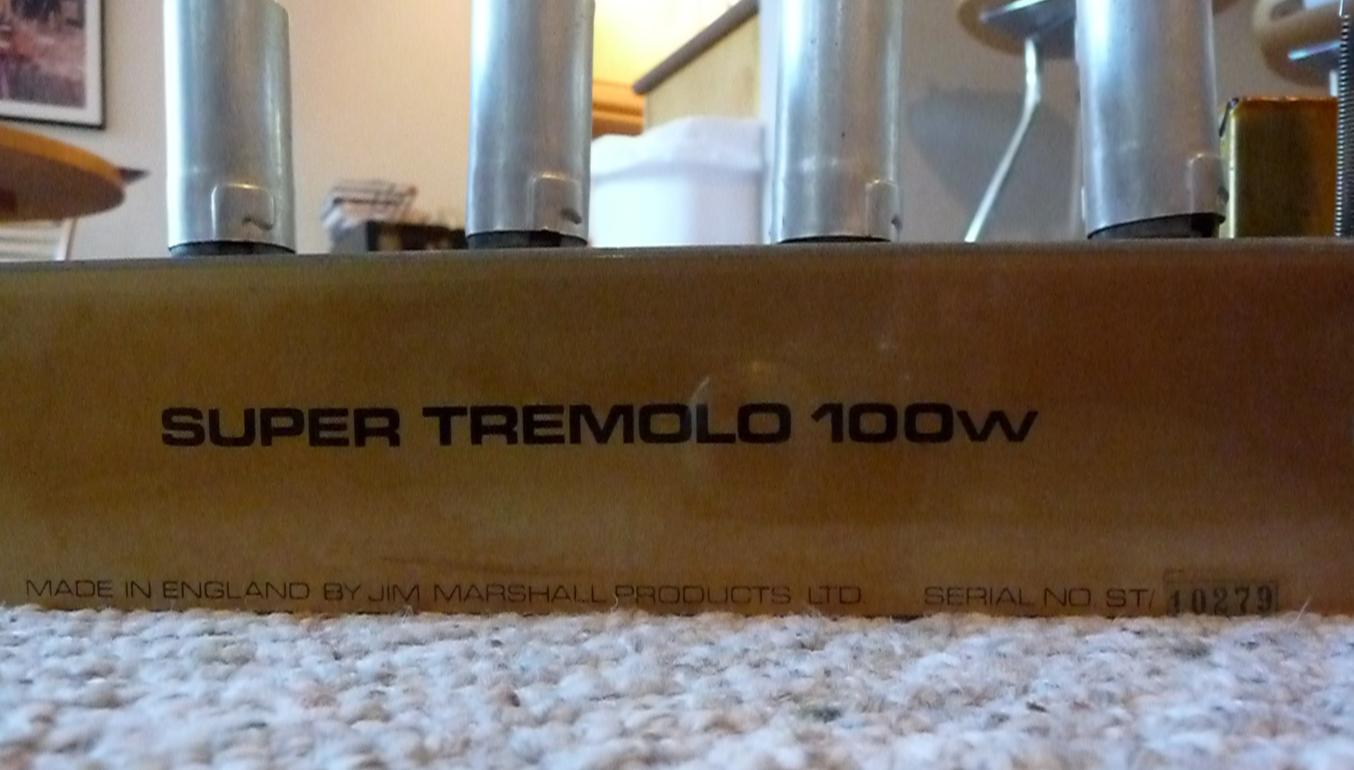 SUPER TREMOLO 100W
MADE IN ENGLAND BY JIM MARSHALL PRODUCTS LTD. SERIAL NO. ST/ 10279